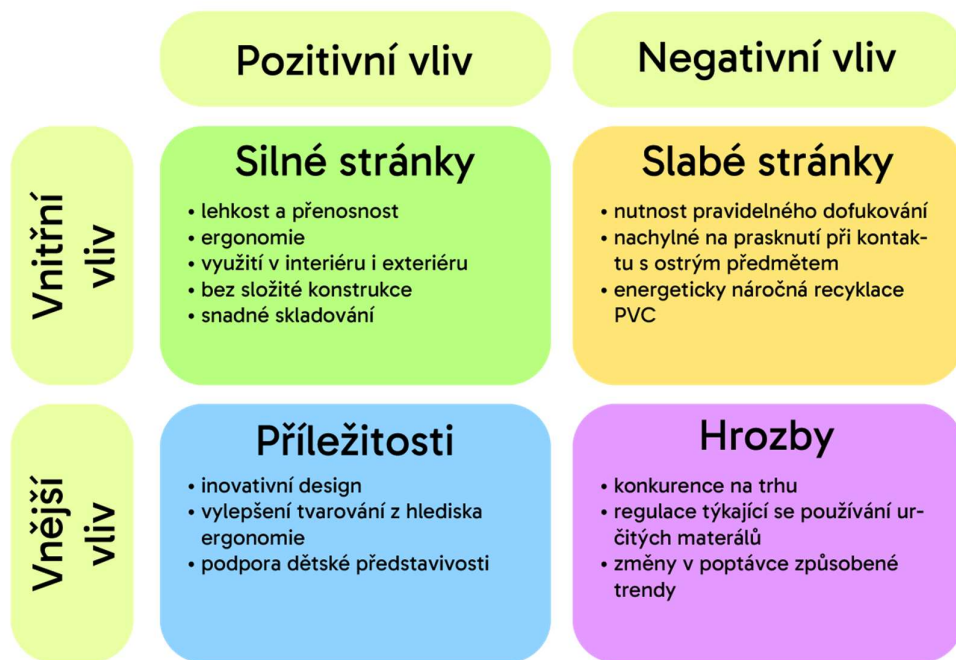 Pozitivní vliv
Negativní vliv
Vnitřní
vliv
Silné stránky
• lehkost a přenosnost
• ergonomie
• využití v interiéru i exteriéru
• bez složité konstrukce
• snadné skladování
Slabé stránky
• nutnost pravidelného dofukování
• nachylné na prasknutí při kontak-
tu s ostrým předmětem
• energeticky náročná recyklace
PVC
Vnější
vliv
Příležitosti
• inovativní design
• vylepšení tvarování z hlediska
ergonomie
• podpora dětské představivosti
Hrozby
• konkurence na trhu
• regulace týkající se používání ur-
čitých materálů
• změny v poptávce způsobené
trendy